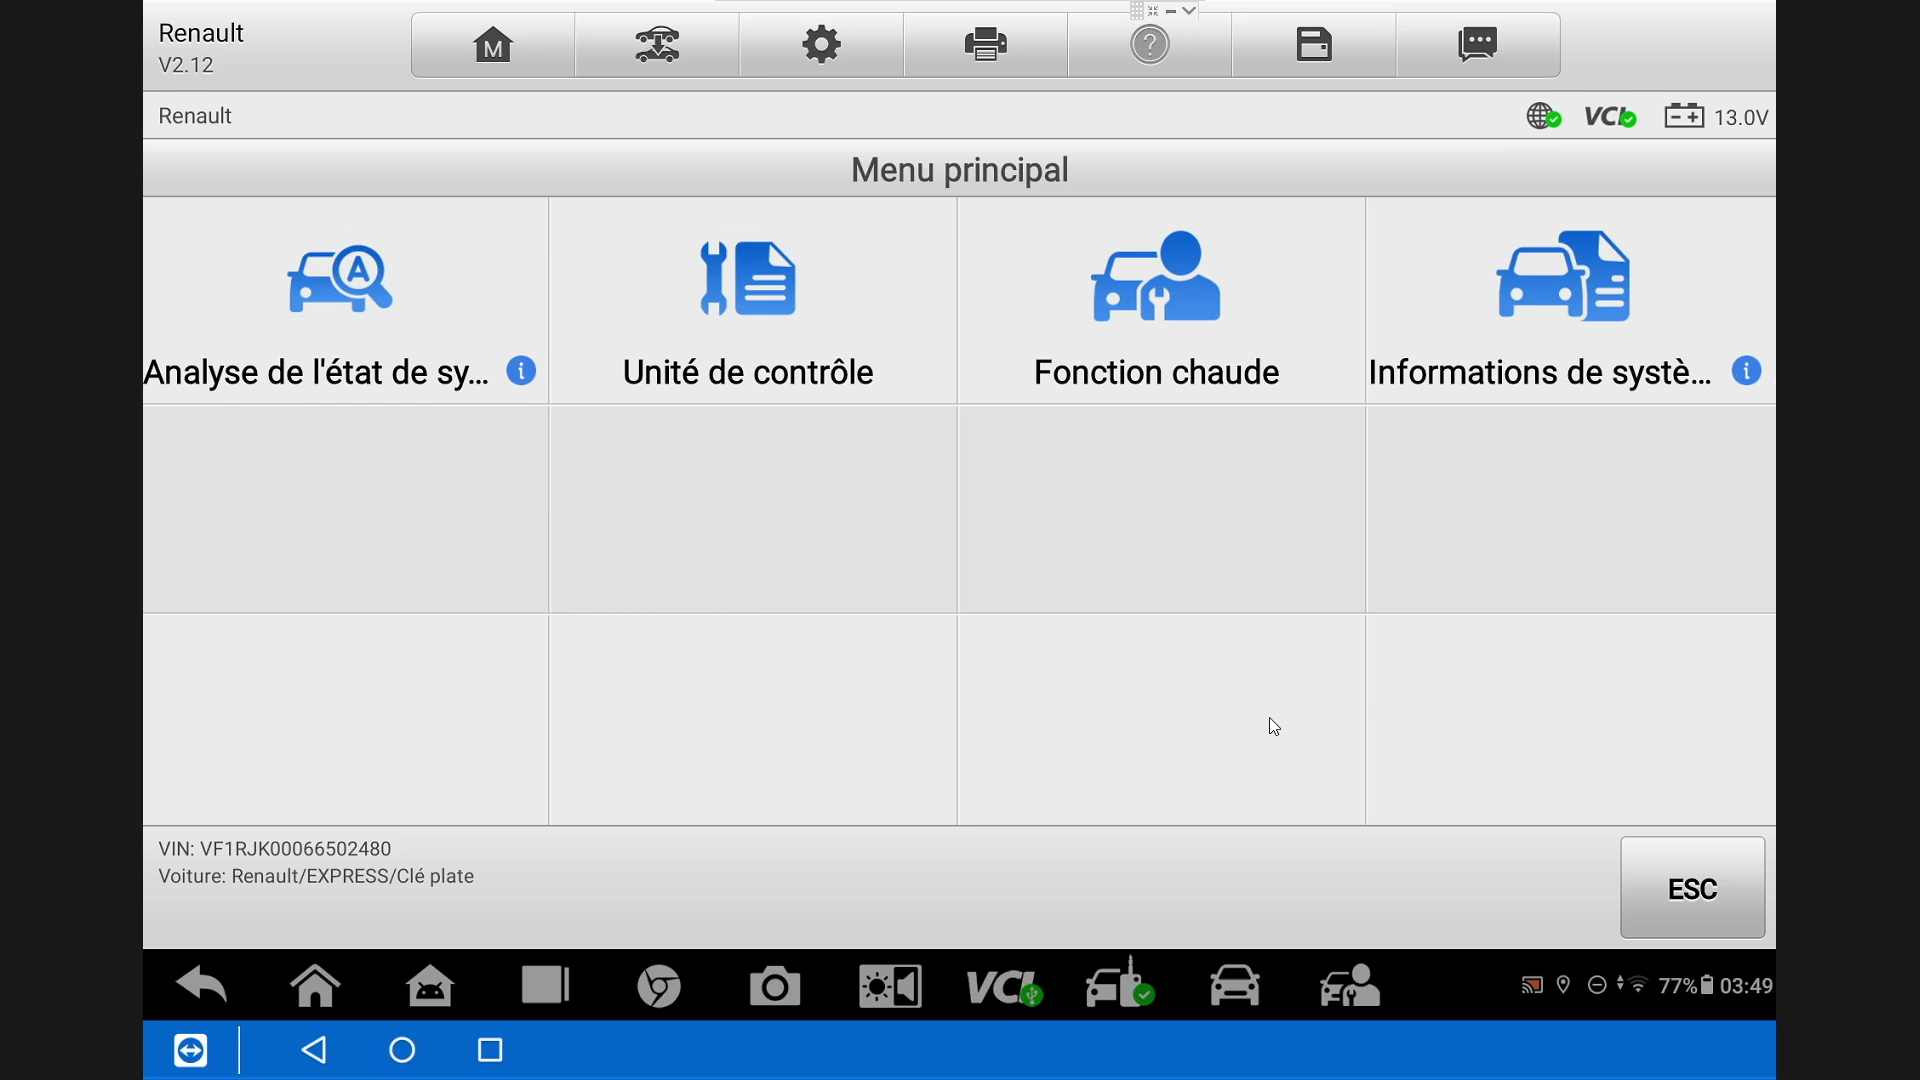 Renault
V2.12
M
?
Renault
VCI
13.0V
Menu principal
A
Analyse de l'état de sy...
i
Unité de contrôle
Fonction chaude
Informations de systè...
i
VIN: VF1RJK00066502480
Voiture: Renault/EXPRESS/Clé plate
ESC
VCI
77%
03:49